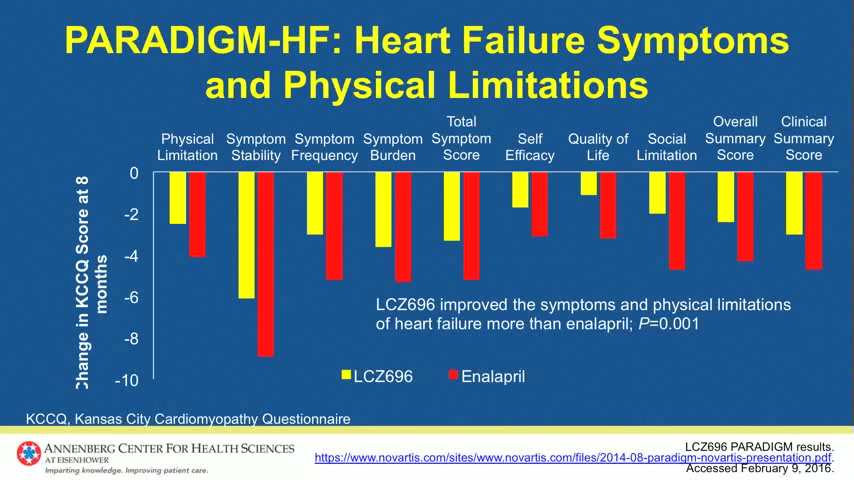 PARADIGM-HF: Heart Failure Symptoms
and Physical Limitations
Physical
Limitation
Symptom
Stability
Symptom
Frequency
Symptom
Burden
Total
Symptom
Score
Self
Efficacy
Quality of
Life
Social
Limitation
Overall
Summary
Score
Clinical
Summary
Score
Change in KCCQ Score at 8
months
0
-2
-4
-6
-8
-10
LCZ696 improved the symptoms and physical limitations
of heart failure more than enalapril; P=0.001
LCZ696
Enalapril
KCCQ, Kansas City Cardiomyopathy Questionnaire
ANNENBERG CENTER FOR HEALTH SCIENCES
AT EISENHOWER
Imparting knowledge. Improving patient care.
LCZ696 PARADIGM results.
https://www.novartis.com/sites/www.novartis.com/files/2014-08-paradigm-novartis-presentation.pdf.
Accessed February 9, 2016.